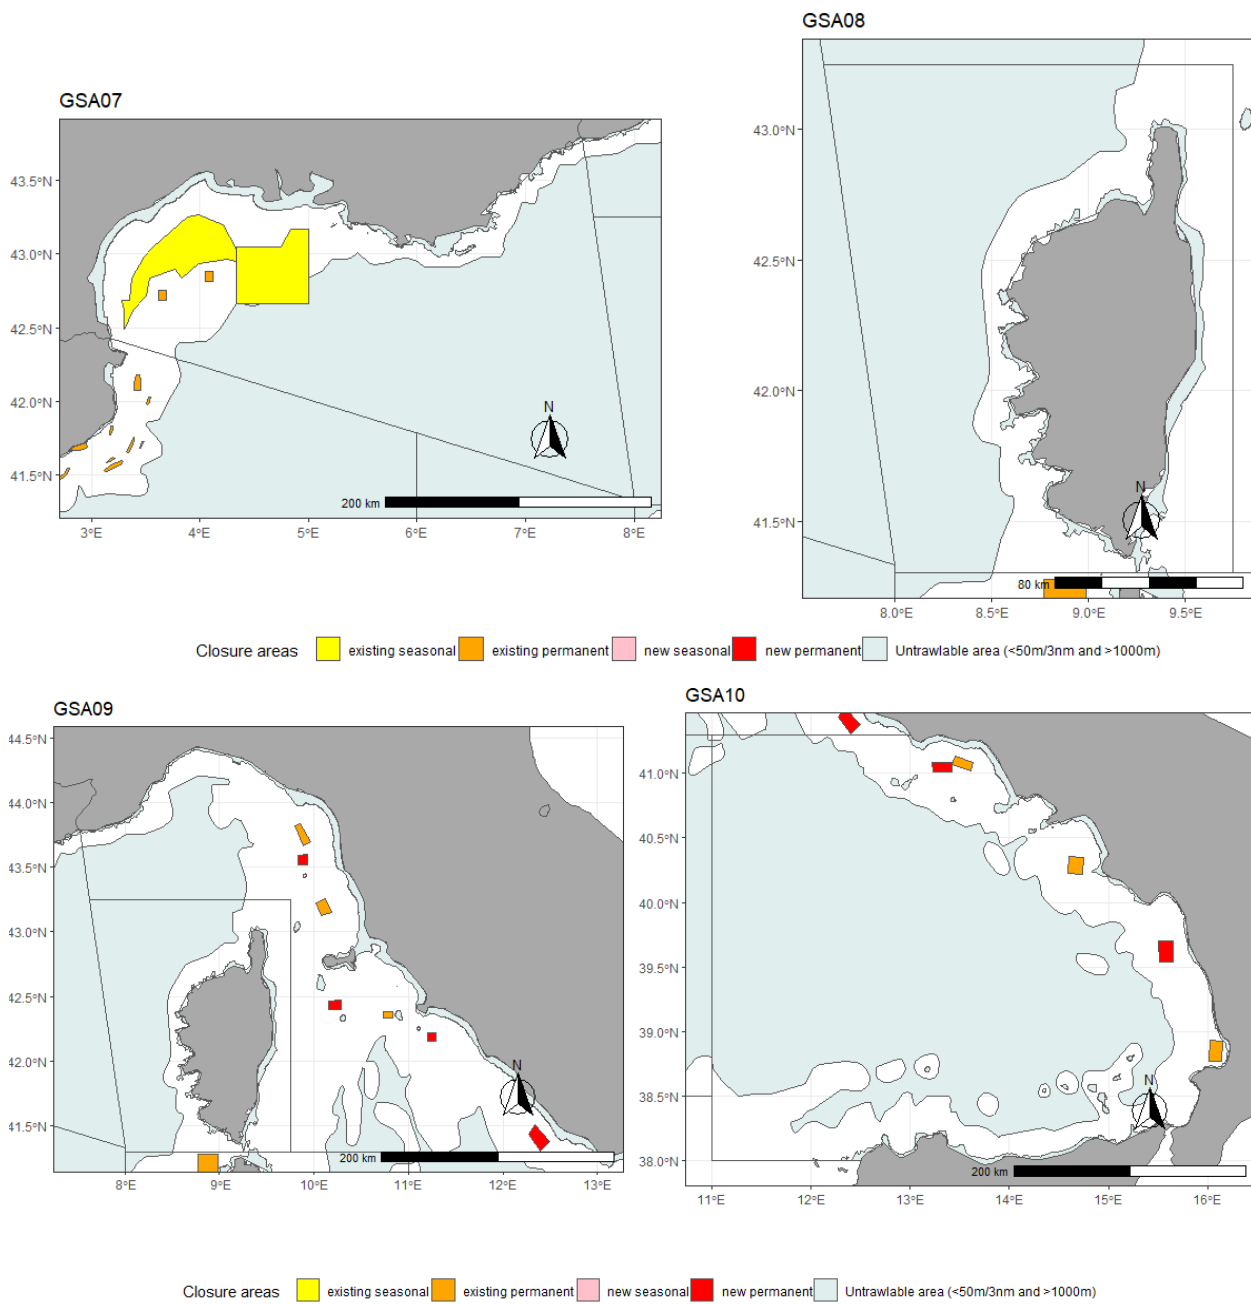 GSA08
GSA07
43.5°N
43.0°N
42.5°N
42.0°N
41.5°N
N
200 km
3°E 4°E 5°E 6°E 7°E 8°E
43.0°N
42.5°N
42.0°N
41.5°N
N
80 km
8.0°E 8.5°E 9.0°E 9.5°E
Closure areas existing seasonal existing permanent new seasonal new permanent Untrawlable area (<50m/3nm and >1000m)
GSA09
44.5°N
44.0°N
43.5°N
43.0°N
42.5°N
42.0°N
41.5°N
N
200 km
8°E 9°E 10°E 11°E 12°E 13°E
GSA10
41.0°N
40.5°N
40.0°N
39.5°N
39.0°N
38.5°N
38.0°N
N
200 km
11°E 12°E 13°E 14°E 15°E 16°E
Closure areas existing seasonal existing permanent new seasonal new permanent Untrawlable area (<50m/3nm and >1000m)